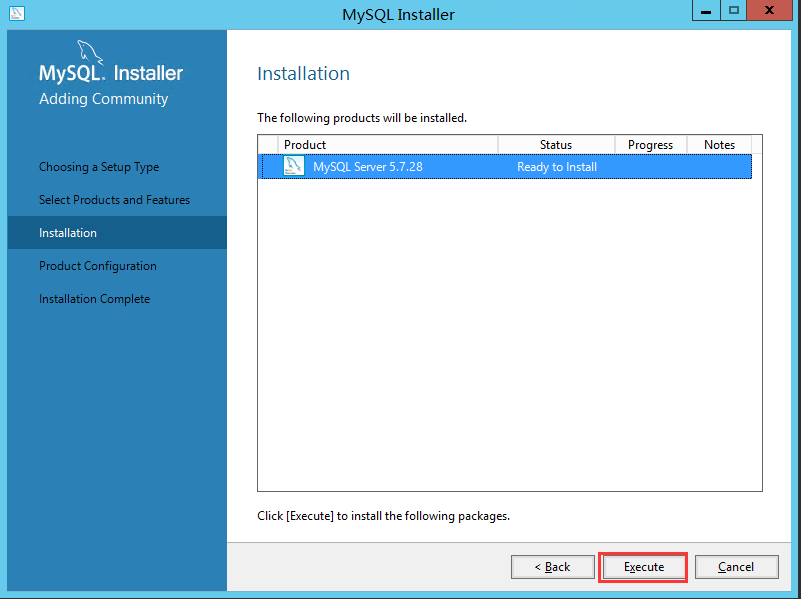 MySQL Installer
MySQL. Installer
Adding Community
Choosing a Setup Type
Select Products and Features
Installation
Product Configuration
Installation Complete
Installation
The following products will be installed.
Product Status Progress Notes
MySQL Server 5.7.28 Ready to Install
Click [Execute] to install the following packages.
< Back Execute Cancel